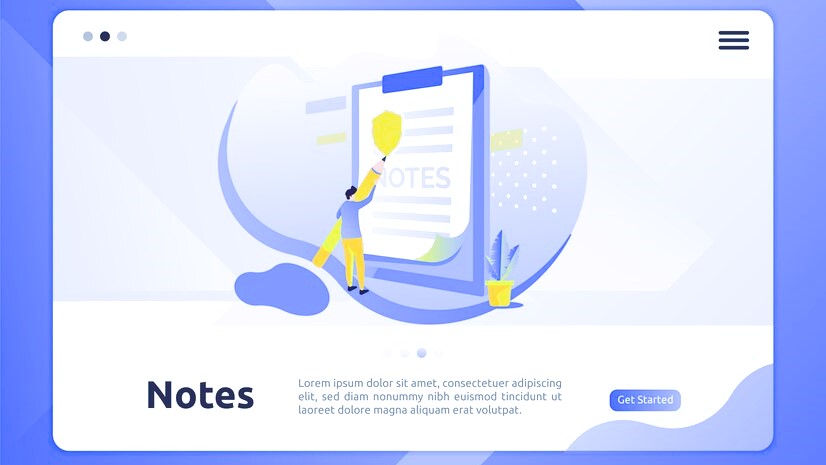 NOTES
Notes
Lorem ipsum dolor sit amet, consectetuer adipiscing
elit, sed diam nonummy nibh euismod tincidunt ut
laoreet dolore magna aliquam erat volutpat.
Get Started